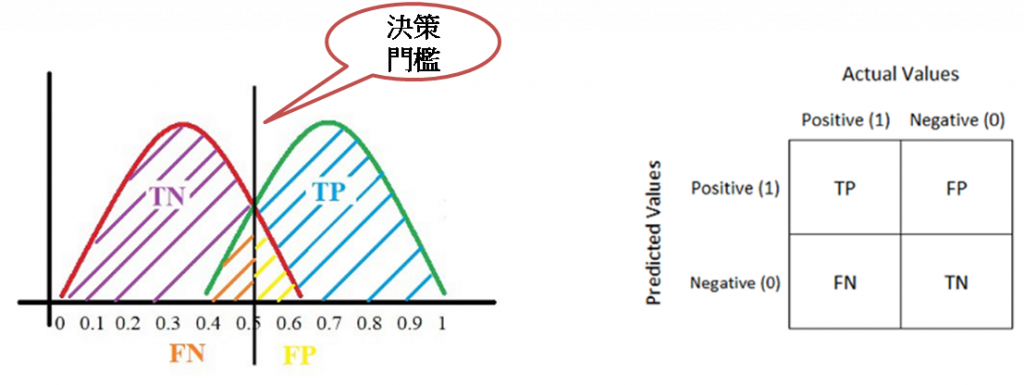 決策
門檻
TN
TP
0 0.1 0.2 0.3 0.4 0.5 0.6 0.7 0.8 0.9 1
FN
FP
Actual Values
Positive (1) Negative (0)
Predicted Values
Positive (1)
TP
FP
Negative (0)
FN
TN